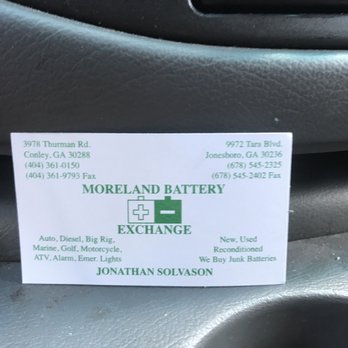 3978 Thurman Rd.
Conley, GA 30288
(404) 361-0150
(404) 361-9793 Fax
9972 Tara Blvd.
Jonesboro, GA 30236
(678) 545-2325
(678) 545-2402 Fax
MORELAND BATTERY
EXCHANGE
Auto, Diesel, Big Rig,
Marine, Golf, Motorcycle,
ATV, Alarm, Emer. Lights
New, Used
Reconditioned
We Buy Junk Batteries
JONATHAN SOLVASON